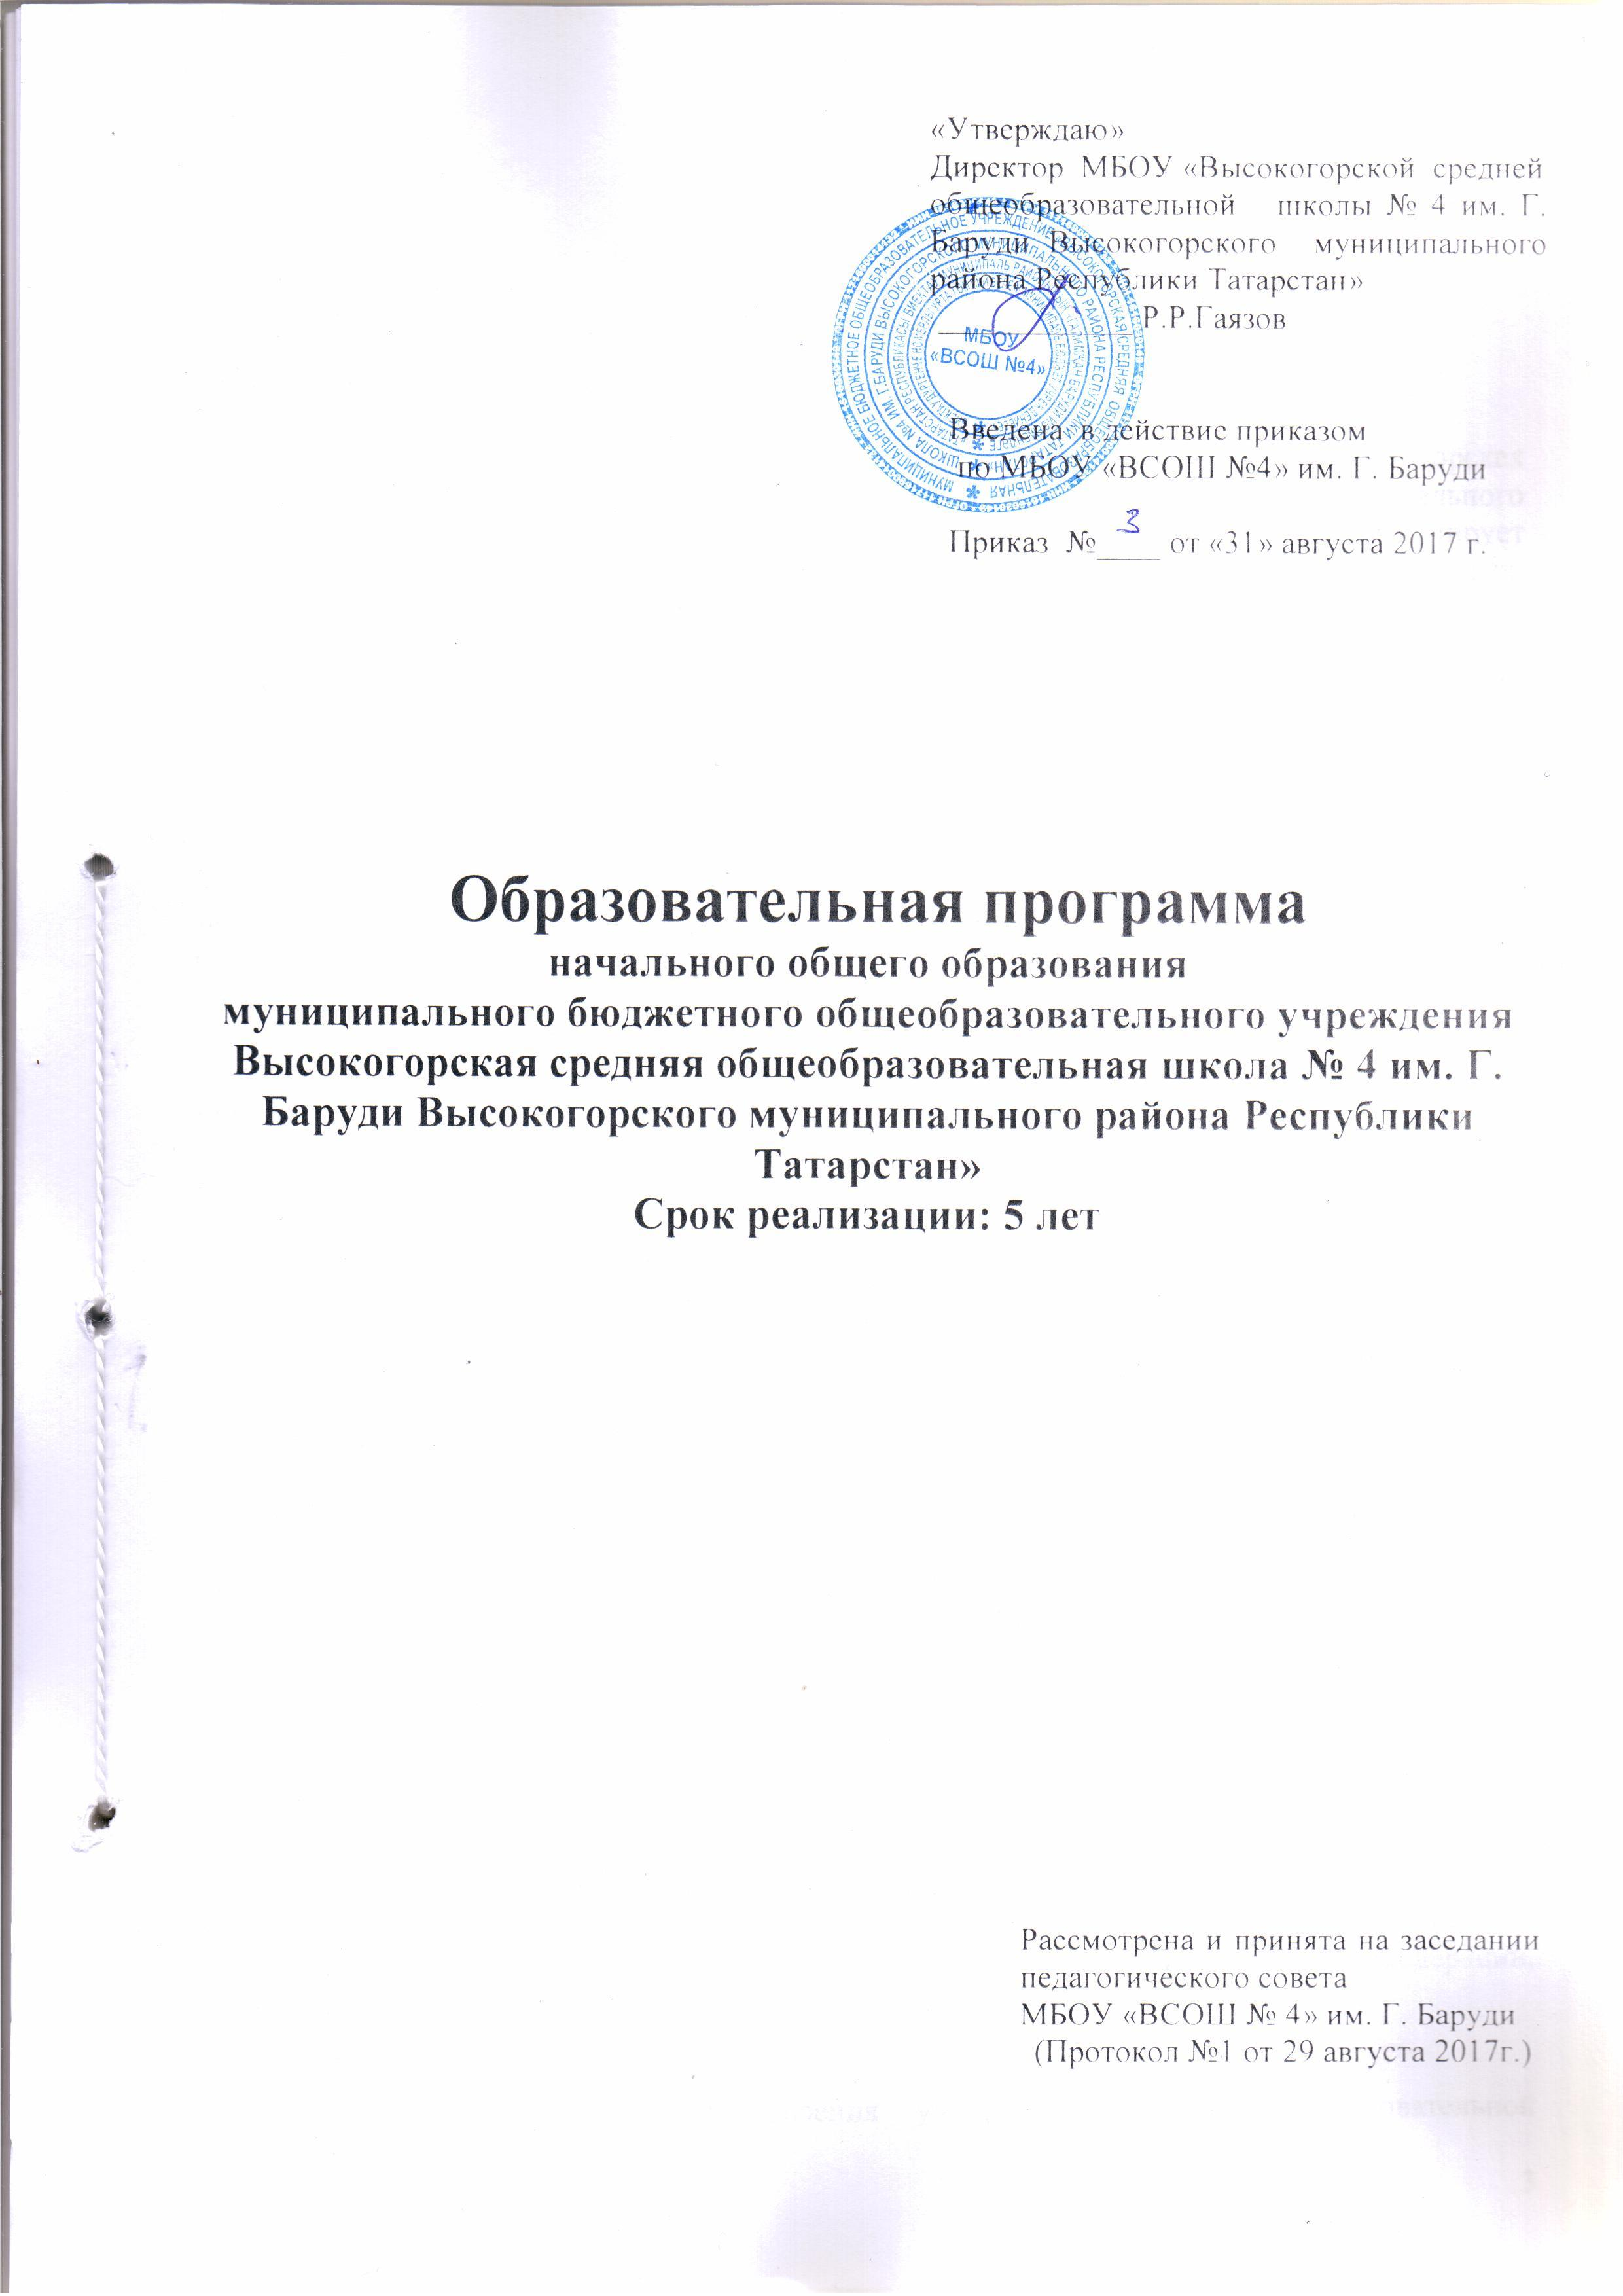 «Утверждаю»
Директор МБОУ «Высокогорской средней
общеобразовательной школы № 4 им. Г.
Баруди Высокогорского муниципального
района Республики Татарстан»
____________Р.Р.Гаязов
МБОУ
«ВСОШ №4»
Введена в действие приказом
по МБОУ «ВСОШ №4» им. Г. Баруди
3
Приказ №____ от «31» августа 2017 г.
Образовательная программа
начального общего образования
муниципального бюджетного общеобразовательного учреждения
Высокогорская средняя общеобразовательная школа № 4 им. Г.
Баруди Высокогорского муниципального района Республики
Татарстан»
Срок реализации: 5 лет
Рассмотрена и принята на заседании
педагогического совета
МБОУ «ВСОШ № 4» им. Г. Баруди
(Протокол №1 от 29 августа 2017г.)